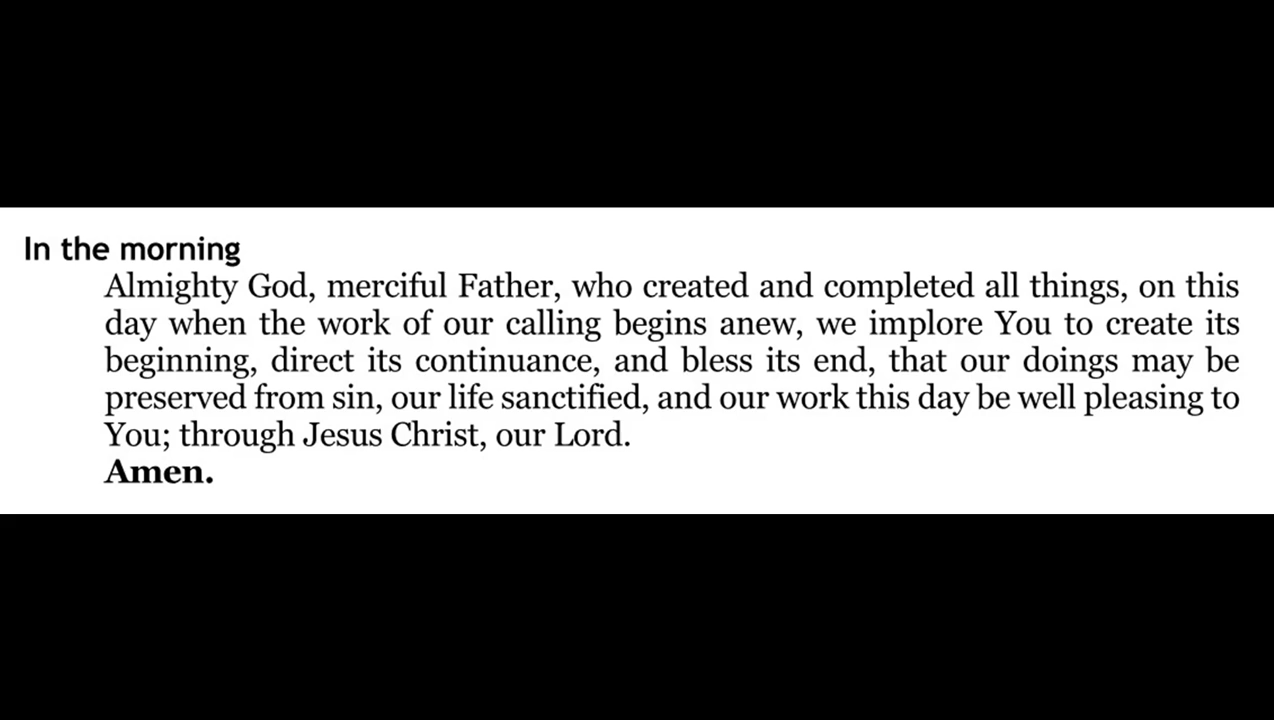 In the morning
Almighty God, merciful Father, who created and completed all things, on this
day when the work of our calling begins anew, we implore You to create its
beginning, direct its continuance, and bless its end, that our doings may be
preserved from sin, our life sanctified, and our work this day be well pleasing to
You; through Jesus Christ, our Lord.
Amen.